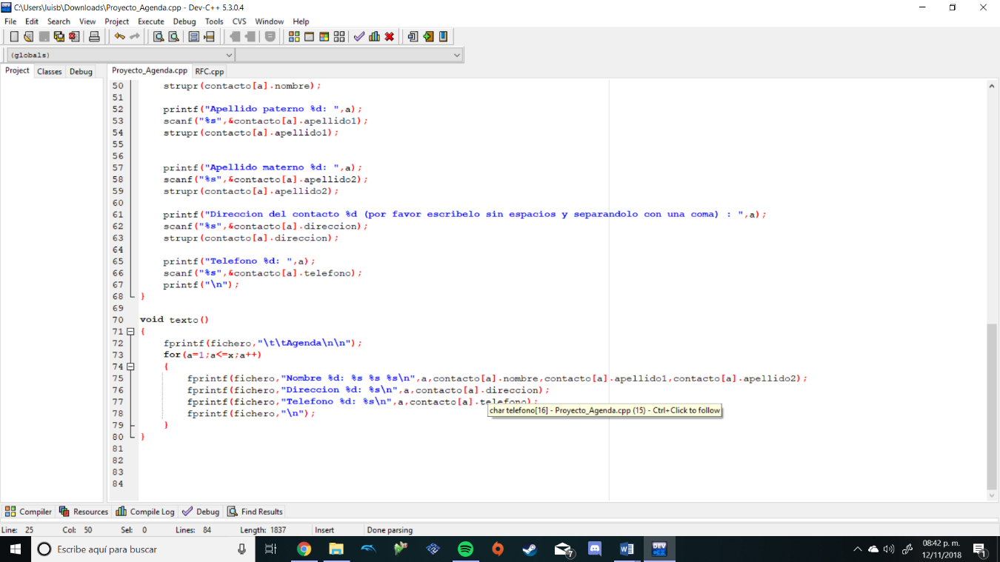 C:\Users\luisb\Downloads\Proyecto_Agenda.cpp - Dev-C++ 5.3.0.4
File Edit Search View Project Execute Debug Tools CVS Window Help
(globals)
Project Classes Debug Proyecto_Agenda.cpp RFC.cpp
50 strupr(contacto[a].nombre);
51
52 printf("Apellido paterno %d: ",a);
53 scanf("%s",&contacto[a].apellido1);
54 strupr(contacto[a].apellido1);
55
56
57 printf("Apellido materno %d: ",a);
58 scanf("%s",&contacto[a].apellido2);
59 strupr(contacto[a].apellido2);
60
61 printf("Direccion del contacto %d (por favor escribelo sin espacios y separandolo con una coma) : ",a);
62 scanf("%s",&contacto[a].direccion);
63 strupr(contacto[a].direccion);
64
65 printf("Telefono %d: ",a);
66 scanf("%s",&contacto[a].telefono);
67 printf("\n");
68 }
69
70 void texto()
71 {
72 fprintf(fichero,"\t\tAgenda\n\n");
73 for(a=1;a<=x;a++)
74 {
75 fprintf(fichero,"Nombre %d: %s %s %s\n",a,contacto[a].nombre,contacto[a].apellido1,contacto[a].apellido2);
76 fprintf(fichero,"Direccion %d: %s\n",a,contacto[a].direccion);
77 fprintf(fichero,"Telefono %d: %s\n",a,contacto[a].telefono);
char telefono[16] - Proyecto_Agenda.cpp (15) - Ctrl+Click to follow
78 fprintf(fichero,"\n");
79 }
80 }
81
82
83
84
Compiler Resources Compile Log Debug Find Results
Line: 25 Col: 50 Sel: 0 Lines: 84 Length: 1837 Insert Done parsing
Escribe aquí para buscar
7
DEV
08:42 p. m.
12/11/2018
1